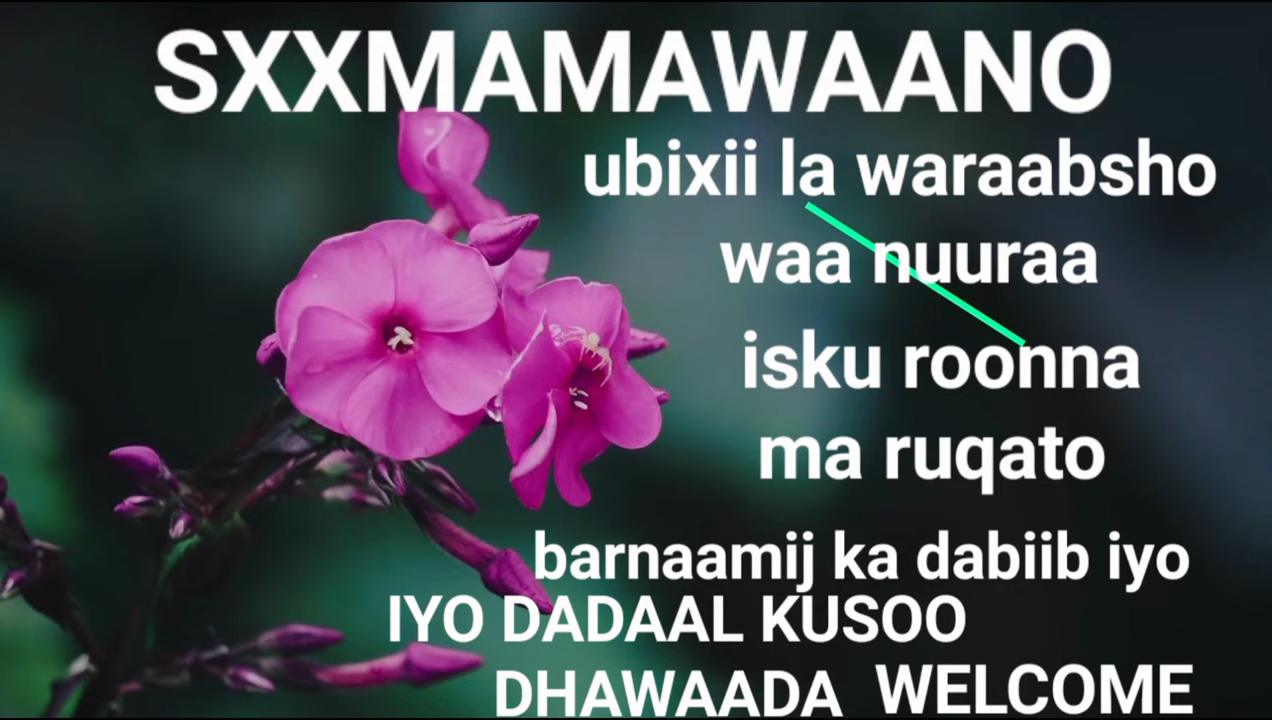 SXXMAMAWAANO
ubixii la waraabsho
waa nuuraa
isku roonna
ma ruqato
barnaamij ka dabiib iyo
IYO DADAAL KUSOO
DHAWAADA WELCOME